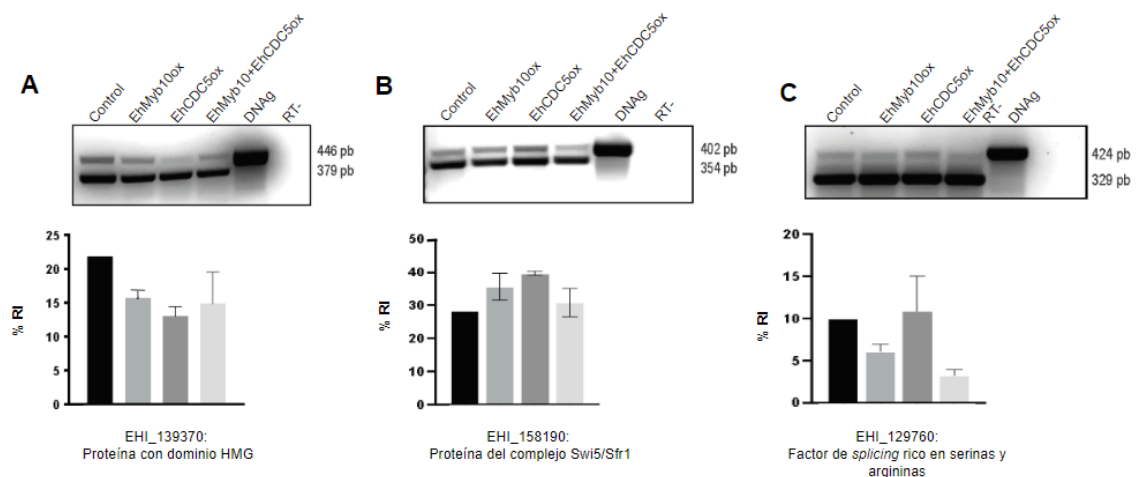 A
Control
EhMyb10ox
EhCDC5ox
EhMyb10+EhCDC5ox
DNAg
RT-
446 pb
379 pb
25
20
15
10
5
0
% RI
EHI_139370:
Proteína con dominio HMG
B
Control
EhMyb10ox
EhCDC5ox
EhMyb10+EhCDC5ox
DNAg
RT-
402 pb
354 pb
50
40
30
20
10
0
% RI
EHI_158190:
Proteína del complejo Swi5/Sfr1
C
Control
EhMyb10ox
EhCDC5ox
EhMyb10+EhCDC5ox
RT-
DNAg
424 pb
329 pb
20
15
10
5
0
% RI
EHI_129760:
Factor de splicing rico en serinas y
argininas